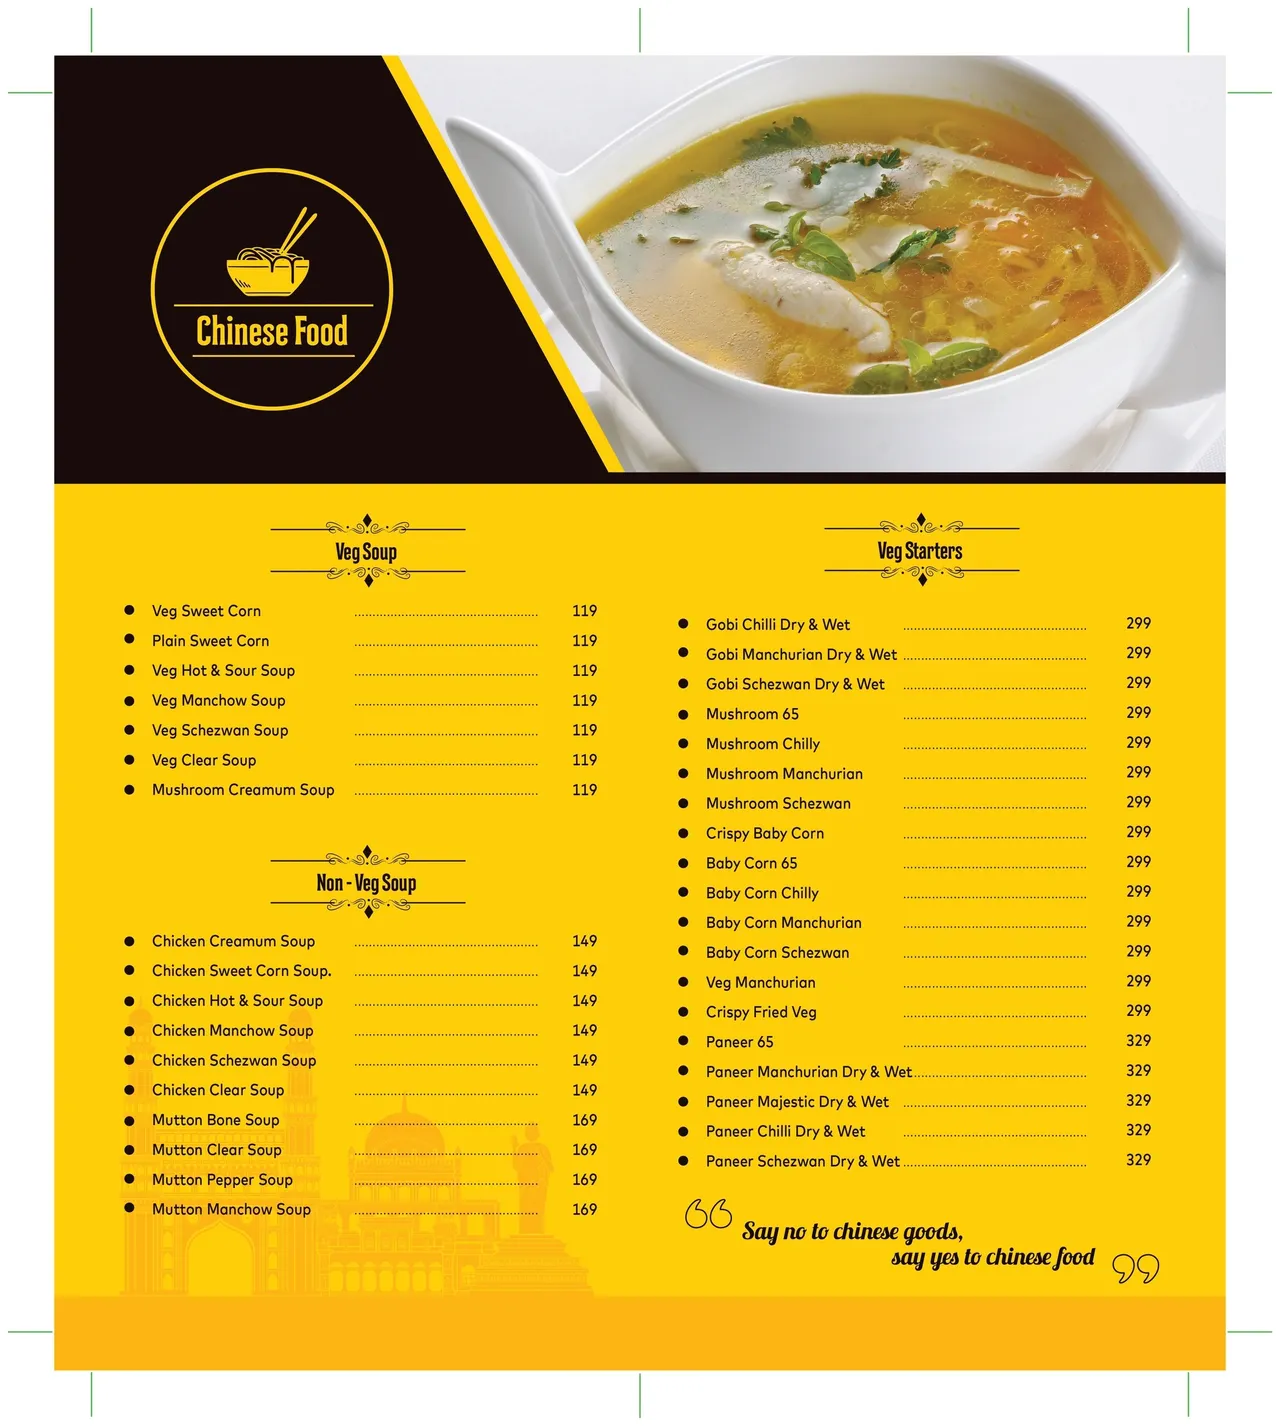 Chinese Food
Veg Soup
Veg Sweet Corn 119
Plain Sweet Corn 119
Veg Hot & Sour Soup 119
Veg Manchow Soup 119
Veg Schezwan Soup 119
Veg Clear Soup 119
Mushroom Creamum Soup 119
Non - Veg Soup
Chicken Creamum Soup 149
Chicken Sweet Corn Soup. 149
Chicken Hot & Sour Soup 149
Chicken Manchow Soup 149
Chicken Schezwan Soup 149
Chicken Clear Soup 149
Mutton Bone Soup 169
Mutton Clear Soup 169
Mutton Pepper Soup 169
Mutton Manchow Soup 169
Veg Starters
Gobi Chilli Dry & Wet 299
Gobi Manchurian Dry & Wet 299
Gobi Schezwan Dry & Wet 299
Mushroom 65 299
Mushroom Chilly 299
Mushroom Manchurian 299
Mushroom Schezwan 299
Crispy Baby Corn 299
Baby Corn 65 299
Baby Corn Chilly 299
Baby Corn Manchurian 299
Baby Corn Schezwan 299
Veg Manchurian 299
Crispy Fried Veg 299
Paneer 65 329
Paneer Manchurian Dry & Wet 329
Paneer Majestic Dry & Wet 329
Paneer Chilli Dry & Wet 329
Paneer Schezwan Dry & Wet 329
“Say no to chinese goods,
say yes to chinese food”